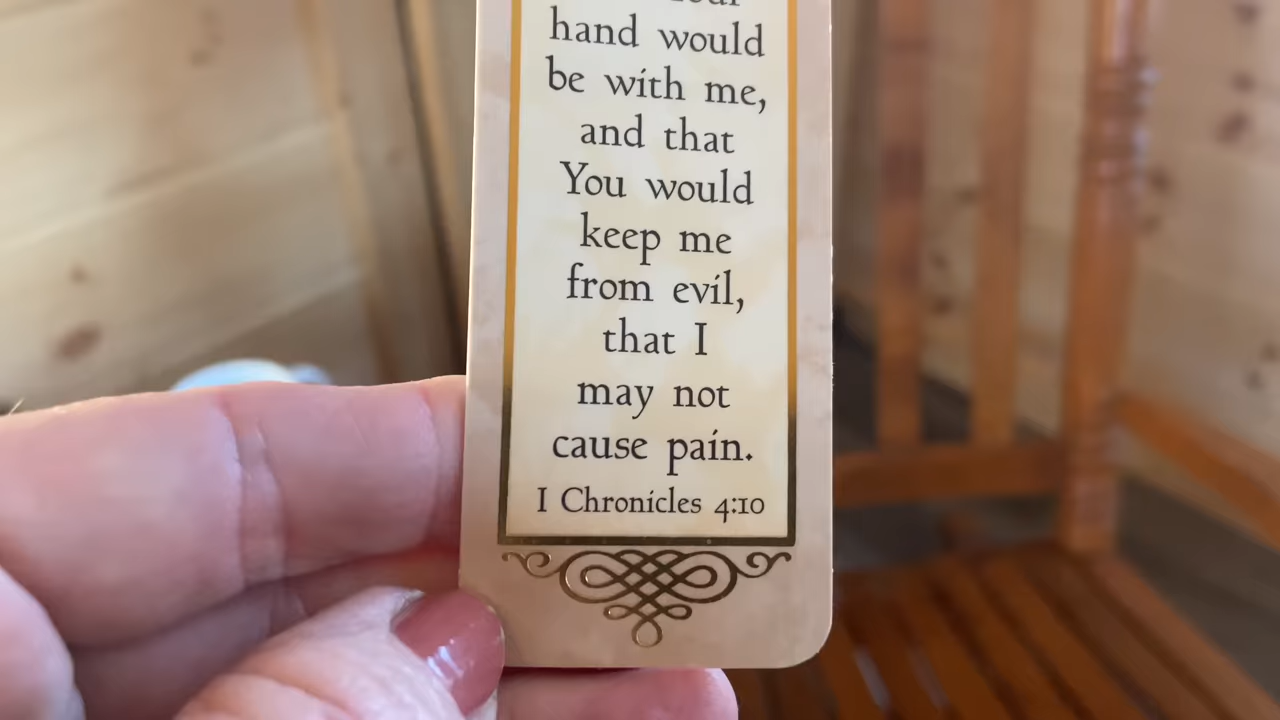 hand would
be with me,
and that
You would
keep me
from evil,
that I
may not
cause pain.
I Chronicles 4:10